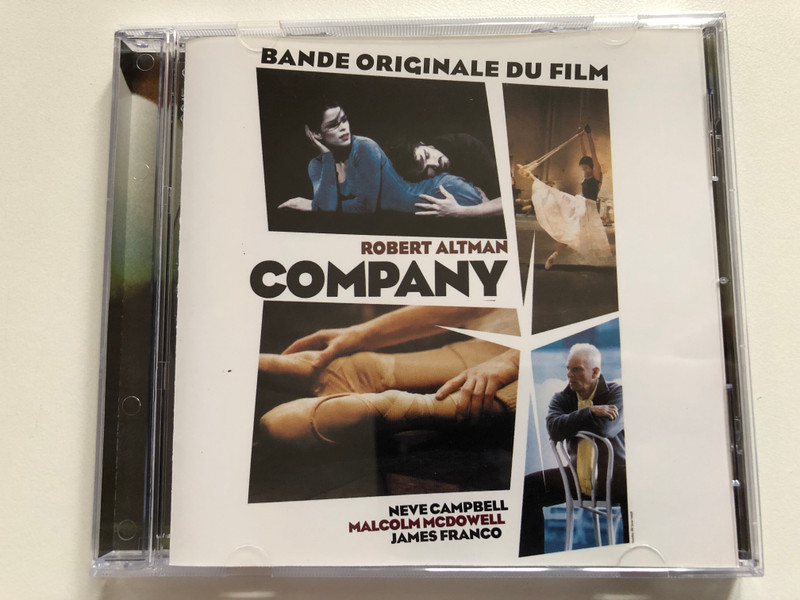 BANDE ORIGINALE DU FILM
ROBERT ALTMAN
COMPANY
NEVE CAMPBELL
MALCOLM MCDOWELL
JAMES FRANCO